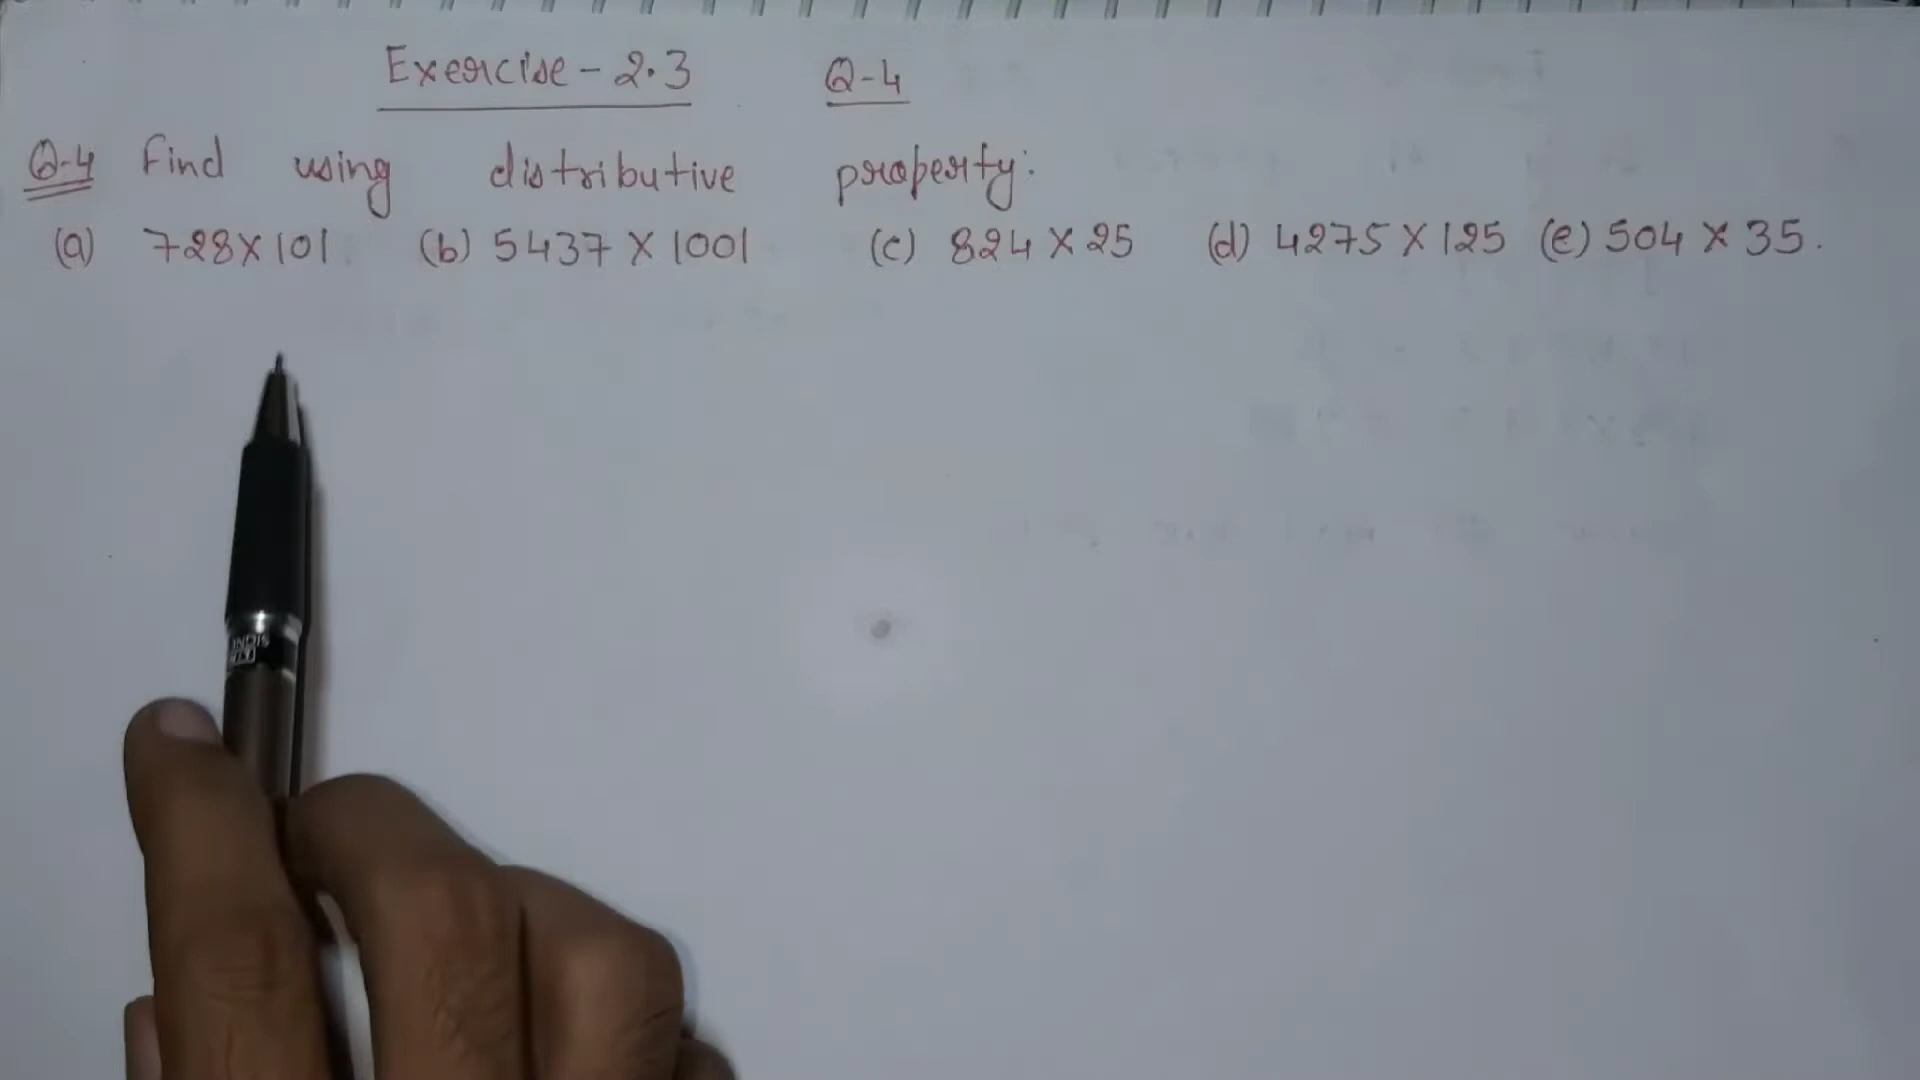 Exercise - 2.3 Q-4
Q-4 Find using distributive property:
(a) 728×101 (b) 5437 × 1001 (c) 824 × 25 (d) 4275 × 125 (e) 504 × 35.